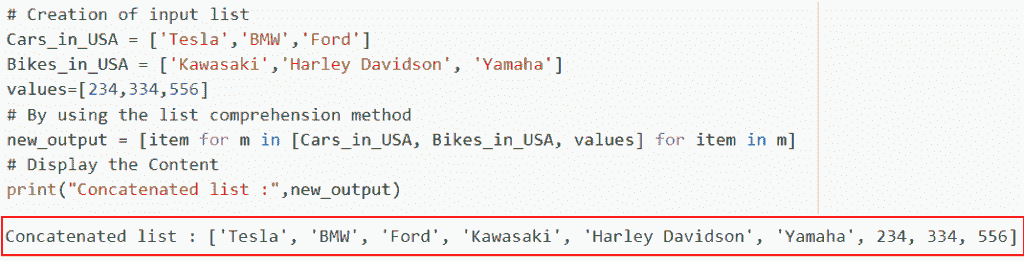 # Creation of input list
Cars_in_USA = ['Tesla','BMW','Ford']
Bikes_in_USA = ['Kawasaki','Harley Davidson', 'Yamaha']
values=[234,334,556]
# By using the list comprehension method
new_output = [item for m in [Cars_in_USA, Bikes_in_USA, values] for item in m]
# Display the Content
print("Concatenated list :",new_output)
Concatenated list : ['Tesla', 'BMW', 'Ford', 'Kawasaki', 'Harley Davidson', 'Yamaha', 234, 334, 556]